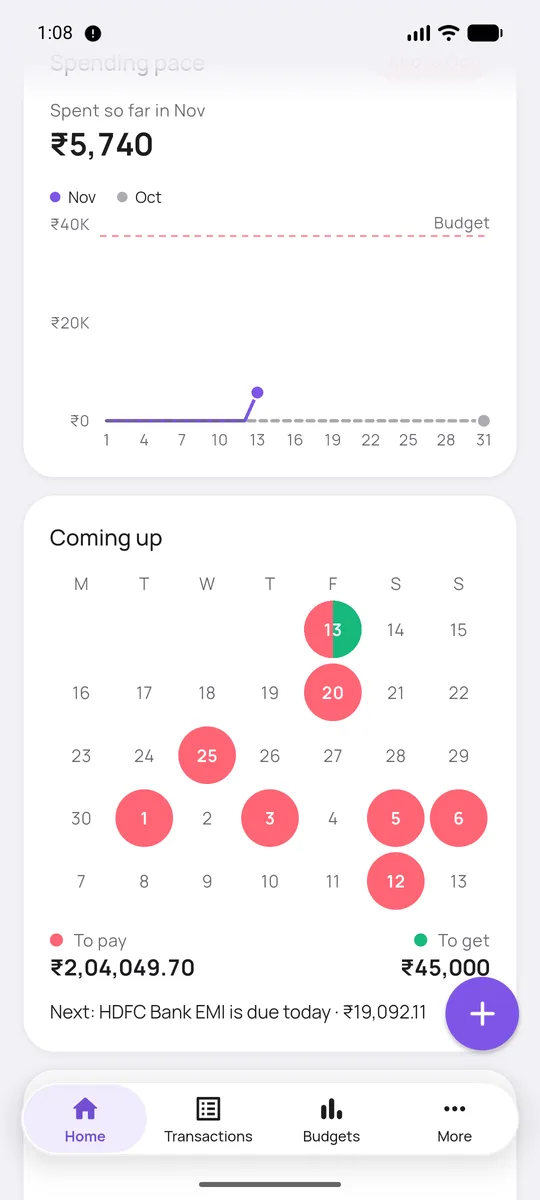 1:08
Spending pace
Spent so far in Nov
₹5,740
Nov Oct
₹40K Budget
₹20K
₹0
1 4 7 10 13 16 19 22 25 28 31
Coming up
M T W T F S S
13 14 15
16 17 18 19 20 21 22
23 24 25 26 27 28 29
30 1 2 3 4 5 6
7 8 9 10 11 12 13
To pay To get
₹2,04,049.70 ₹45,000
Next: HDFC Bank EMI is due today · ₹19,092.11
Home Transactions Budgets More